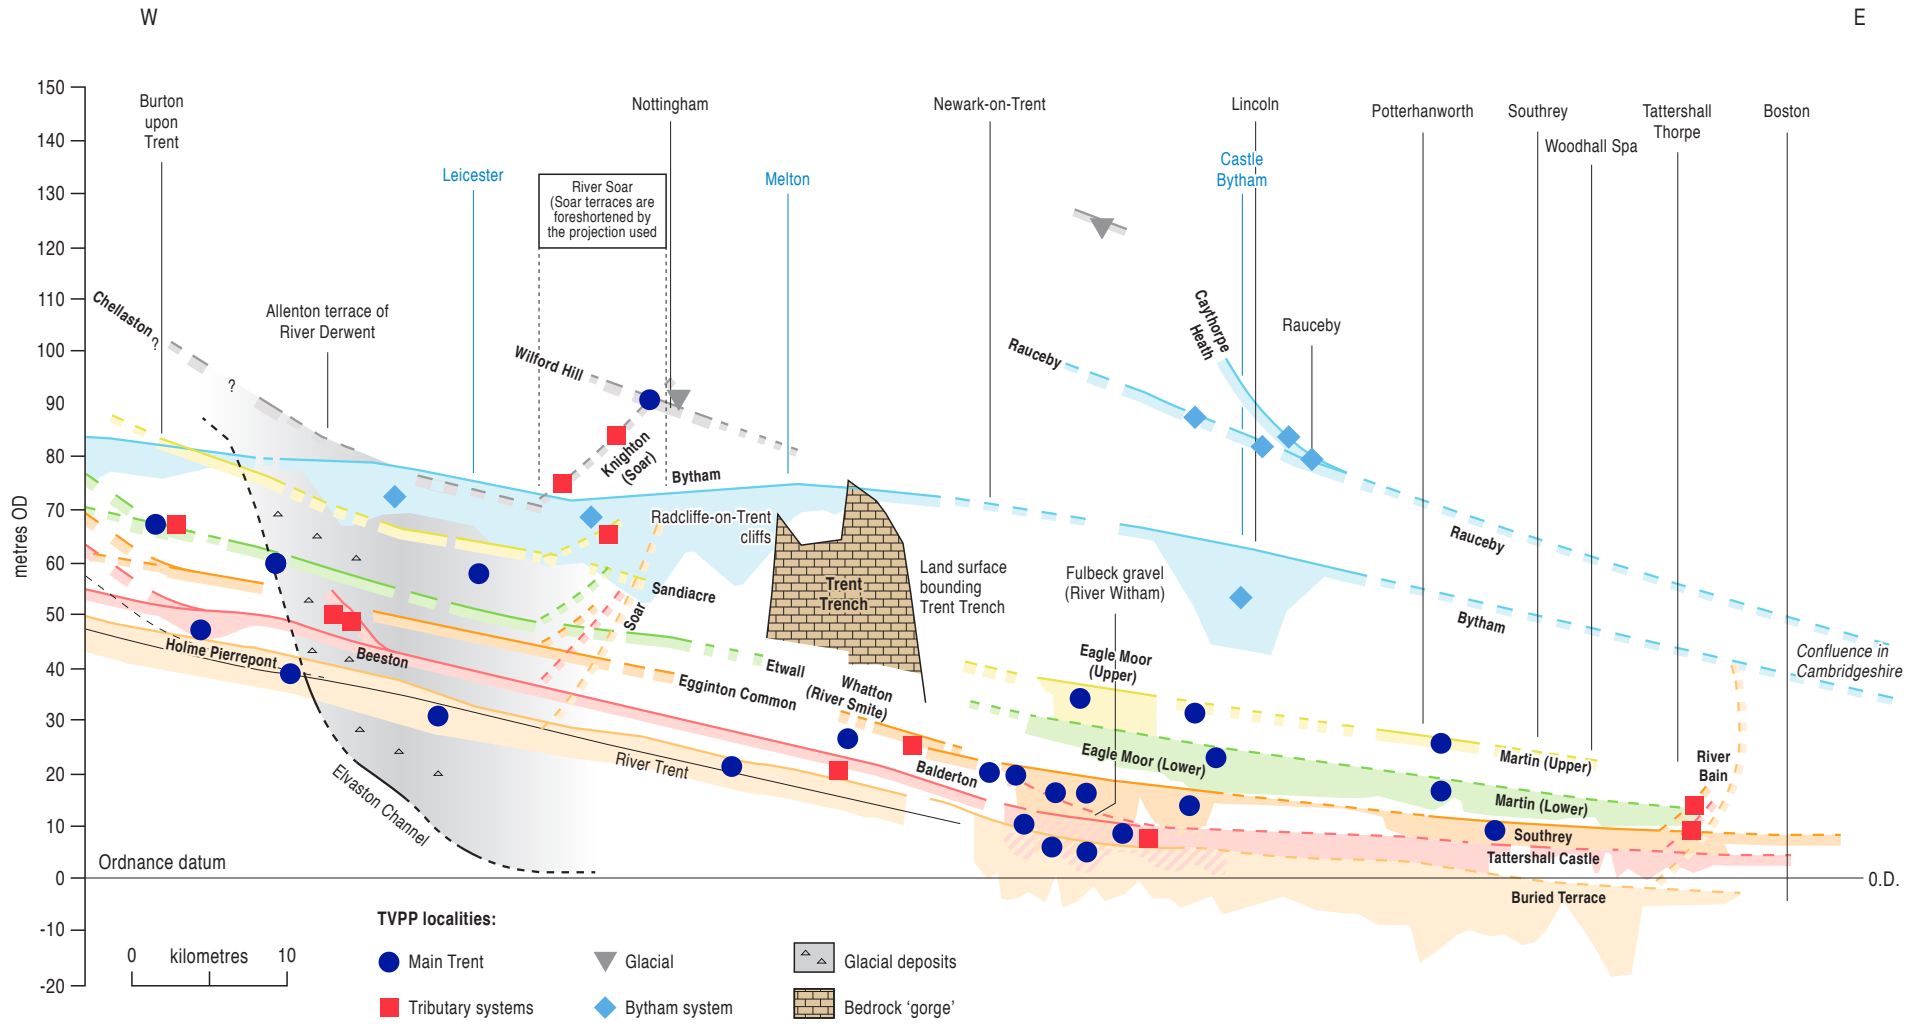 W
E
150
140
130
120
110
100
90
80
70
60
50
40
30
20
10
0
-10
-20
metres OD
Burton
upon
Trent
Allenton terrace of
River Derwent
Leicester
River Soar
(Soar terraces are
foreshortened by
the projection used
Nottingham
Melton
Newark-on-Trent
Castle
Bytham
Lincoln
Rauceby
Potterhanworth
Southrey
Woodhall Spa
Tattershall
Thorpe
Boston
Chellaston
?
?
Wilford Hill
Knighton
(Soar)
Bytham
Radcliffe-on-Trent
cliffs
Trent
Trench
Land surface
bounding
Trent Trench
Rauceby
Caythorpe
Heath
Rauceby
Bytham
Confluence in
Cambridgeshire
Fulbeck gravel
(River Witham)
Sandiacre
Soar
Etwall
Egginton Common
Whatton
(River Smite)
Balderton
Holme Pierrepont
Beeston
River Trent
Elvaston Channel
Eagle Moor
(Upper)
Eagle Moor (Lower)
Martin (Upper)
Martin (Lower)
River
Bain
Southrey
Tattershall Castle
Buried Terrace
Ordnance datum
O.D.
0 kilometres 10
TVPP localities:
Main Trent
Tributary systems
Glacial
Bytham system
Glacial deposits
Bedrock ‘gorge’